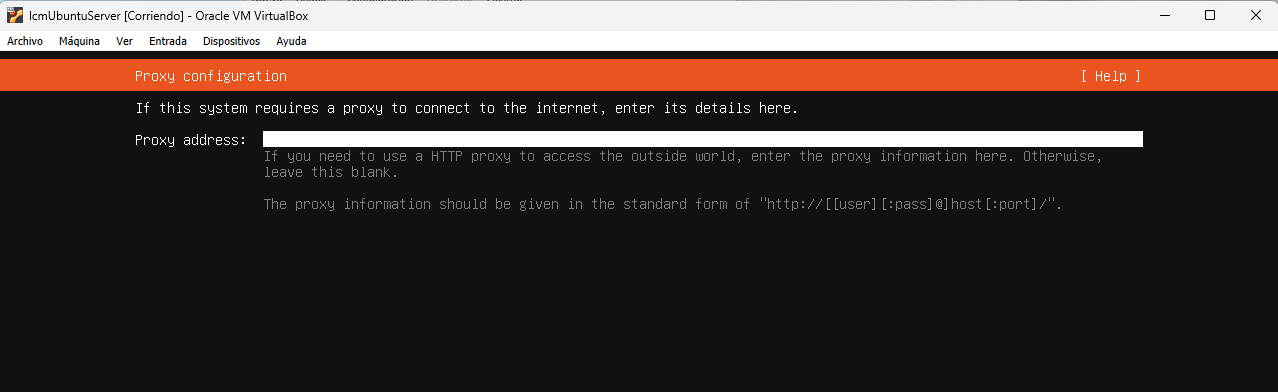 lcmUbuntuServer [Corriendo] - Oracle VM VirtualBox
Archivo Máquina Ver Entrada Dispositivos Ayuda
Proxy configuration [ Help ]
If this system requires a proxy to connect to the internet, enter its details here.
Proxy address:
If you need to use a HTTP proxy to access the outside world, enter the proxy information here. Otherwise,
leave this blank.
The proxy information should be given in the standard form of "http://[[user][:pass]@]host[:port]/".